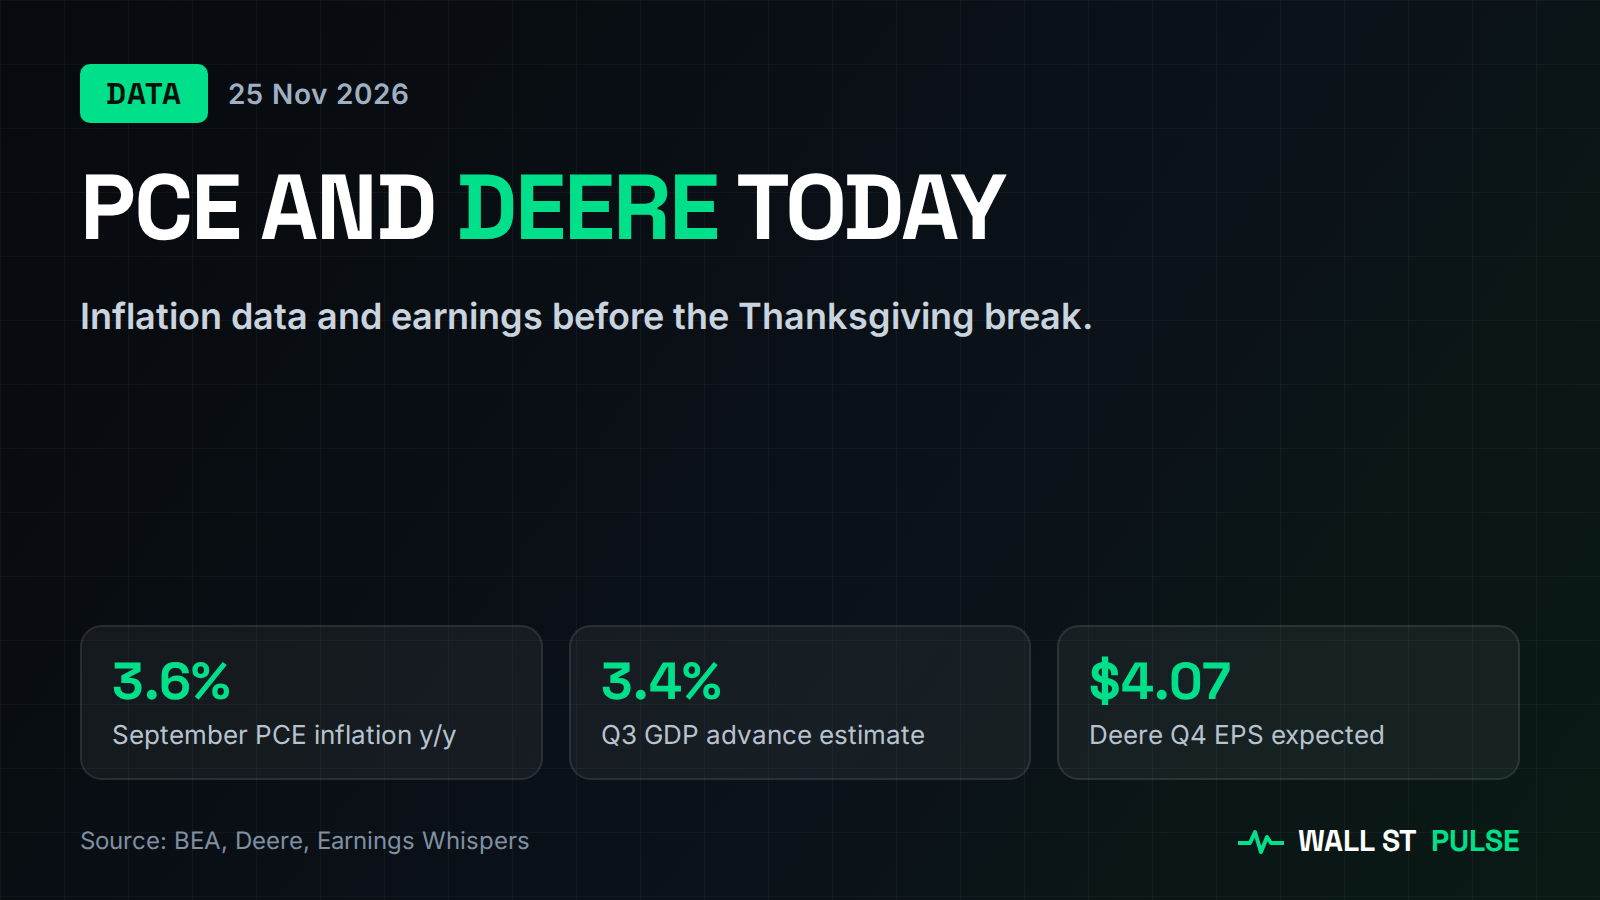 DATA 25 Nov 2026
PCE AND DEERE TODAY
Inflation data and earnings before the Thanksgiving break.
3.6%
September PCE inflation y/y
3.4%
Q3 GDP advance estimate
$4.07
Deere Q4 EPS expected
Source: BEA, Deere, Earnings Whispers
WALL ST PULSE